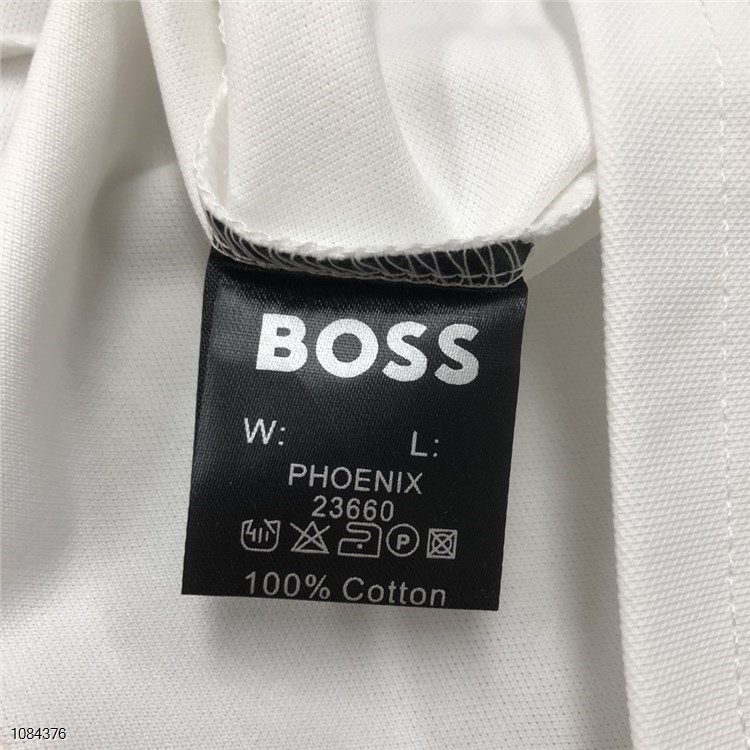 BOSS
W: L:
PHOENIX
23660
P
100% Cotton
1084376